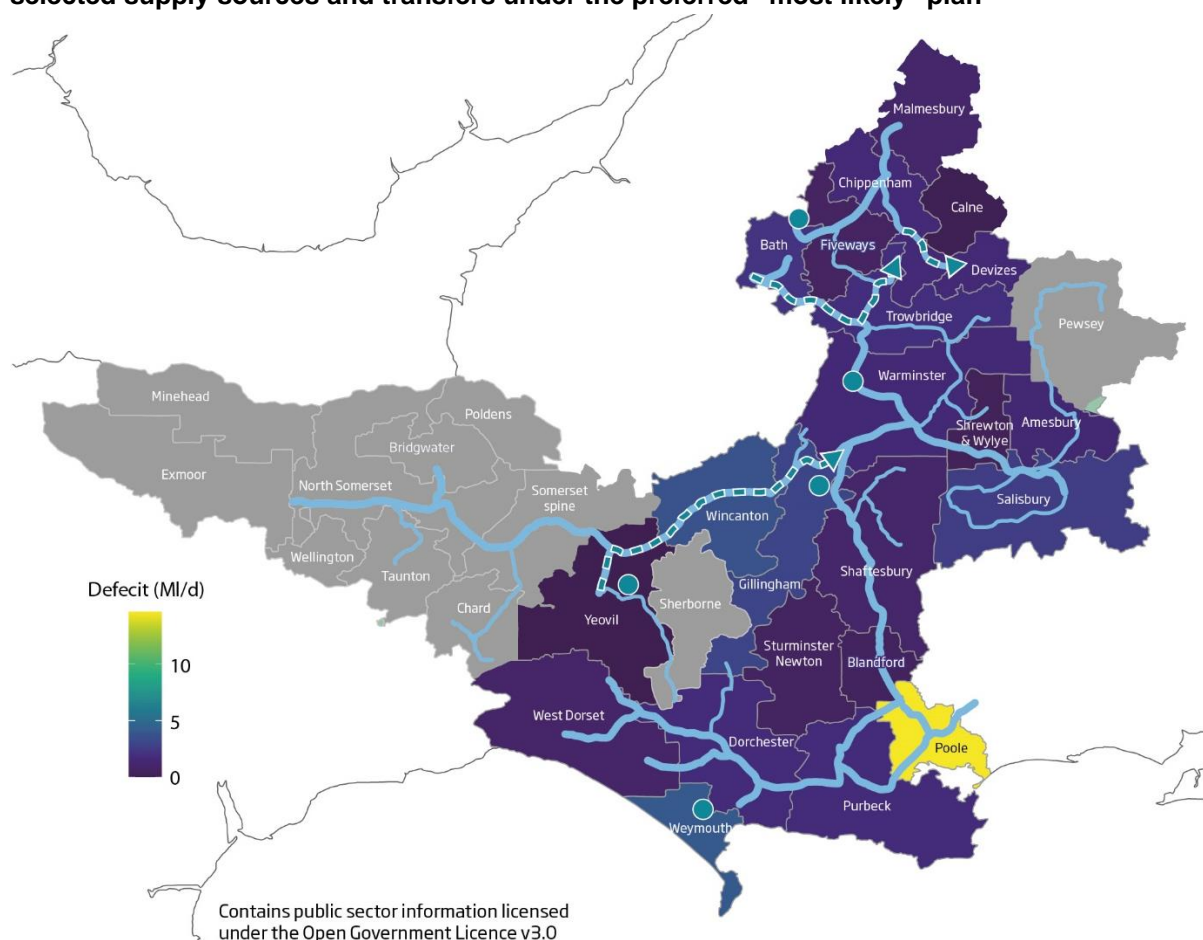 selected supply sources and transfers under the preferred "most likely" plan
Malmesbury
Chippenham
Calne
Bath
Fiveways
Devizes
Trowbridge
Pewsey
Warminster
Minehead
Poldens
Shrewton
& Wylye
Amesbury
Bridgwater
Exmoor
North Somerset
Somerset
spine
Salisbury
Wincanton
Wellington
Taunton
Shaftesbury
Defecit (Ml/d)
Gillingham
Chard
Sherborne
Yeovil
10
Sturminster
Newton
Blandford
5
West Dorset
Dorchester
Poole
0
Purbeck
Weymouth
Contains public sector information licensed
under the Open Government Licence v3.0